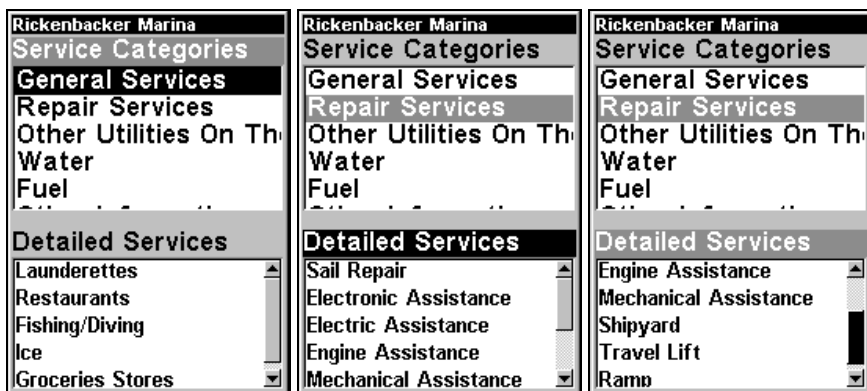 Rickenbacker Marina
Service Categories
General Services
Repair Services
Other Utilities On The
Water
Fuel
Detailed Services
Launderettes
Restaurants
Fishing/Diving
Ice
Groceries Stores
Rickenbacker Marina
Service Categories
General Services
Repair Services
Other Utilities On Th
Water
Fuel
Detailed Services
Sail Repair
Electronic Assistance
Electric Assistance
Engine Assistance
Mechanical Assistance
Rickenbacker Marina
Service Categories
General Services
Repair Services
Other Utilities On Th
Water
Fuel
Detailed Services
Engine Assistance
Mechanical Assistance
Shipyard
Travel Lift
Ramp